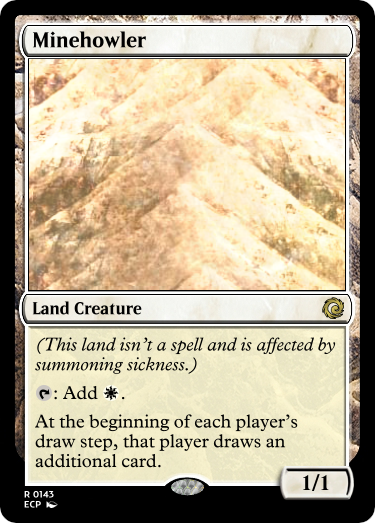 Minehowler
Land Creature
(This land isn't a spell and is affected by
summoning sickness.)
: Add .
At the beginning of each player's
draw step, that player draws an
additional card.
1/1
R 0143
ECP